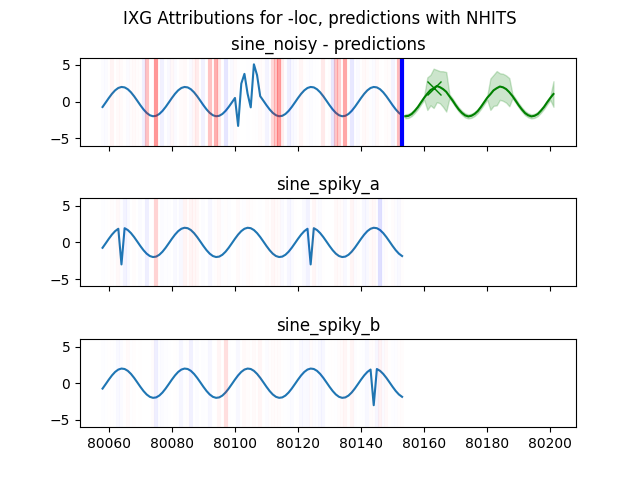 IXG Attributions for -loc, predictions with NHITS
sine_noisy - predictions
5
0
−5
sine_spiky_a
5
0
−5
sine_spiky_b
5
0
−5
80060 80080 80100 80120 80140 80160 80180 80200